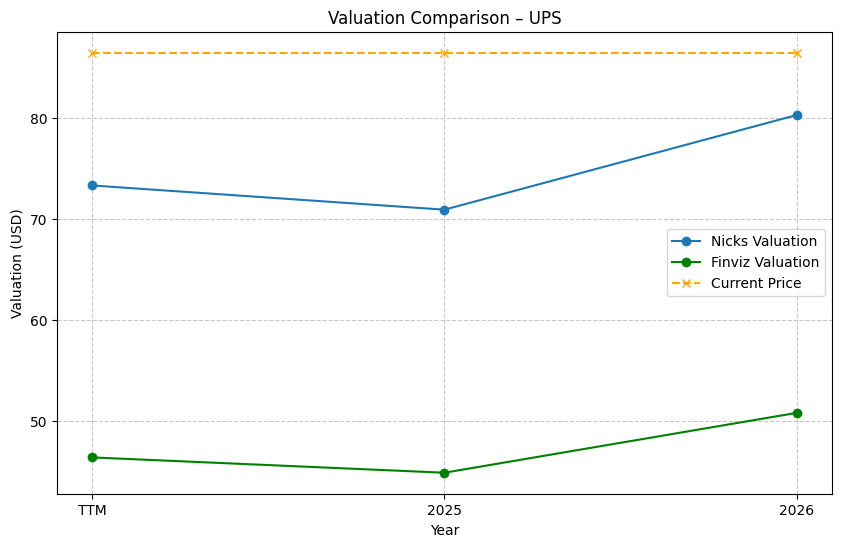 Valuation Comparison – UPS
Valuation (USD)
80
70
60
50
Nicks Valuation
Finviz Valuation
Current Price
TTM
2025
2026
Year